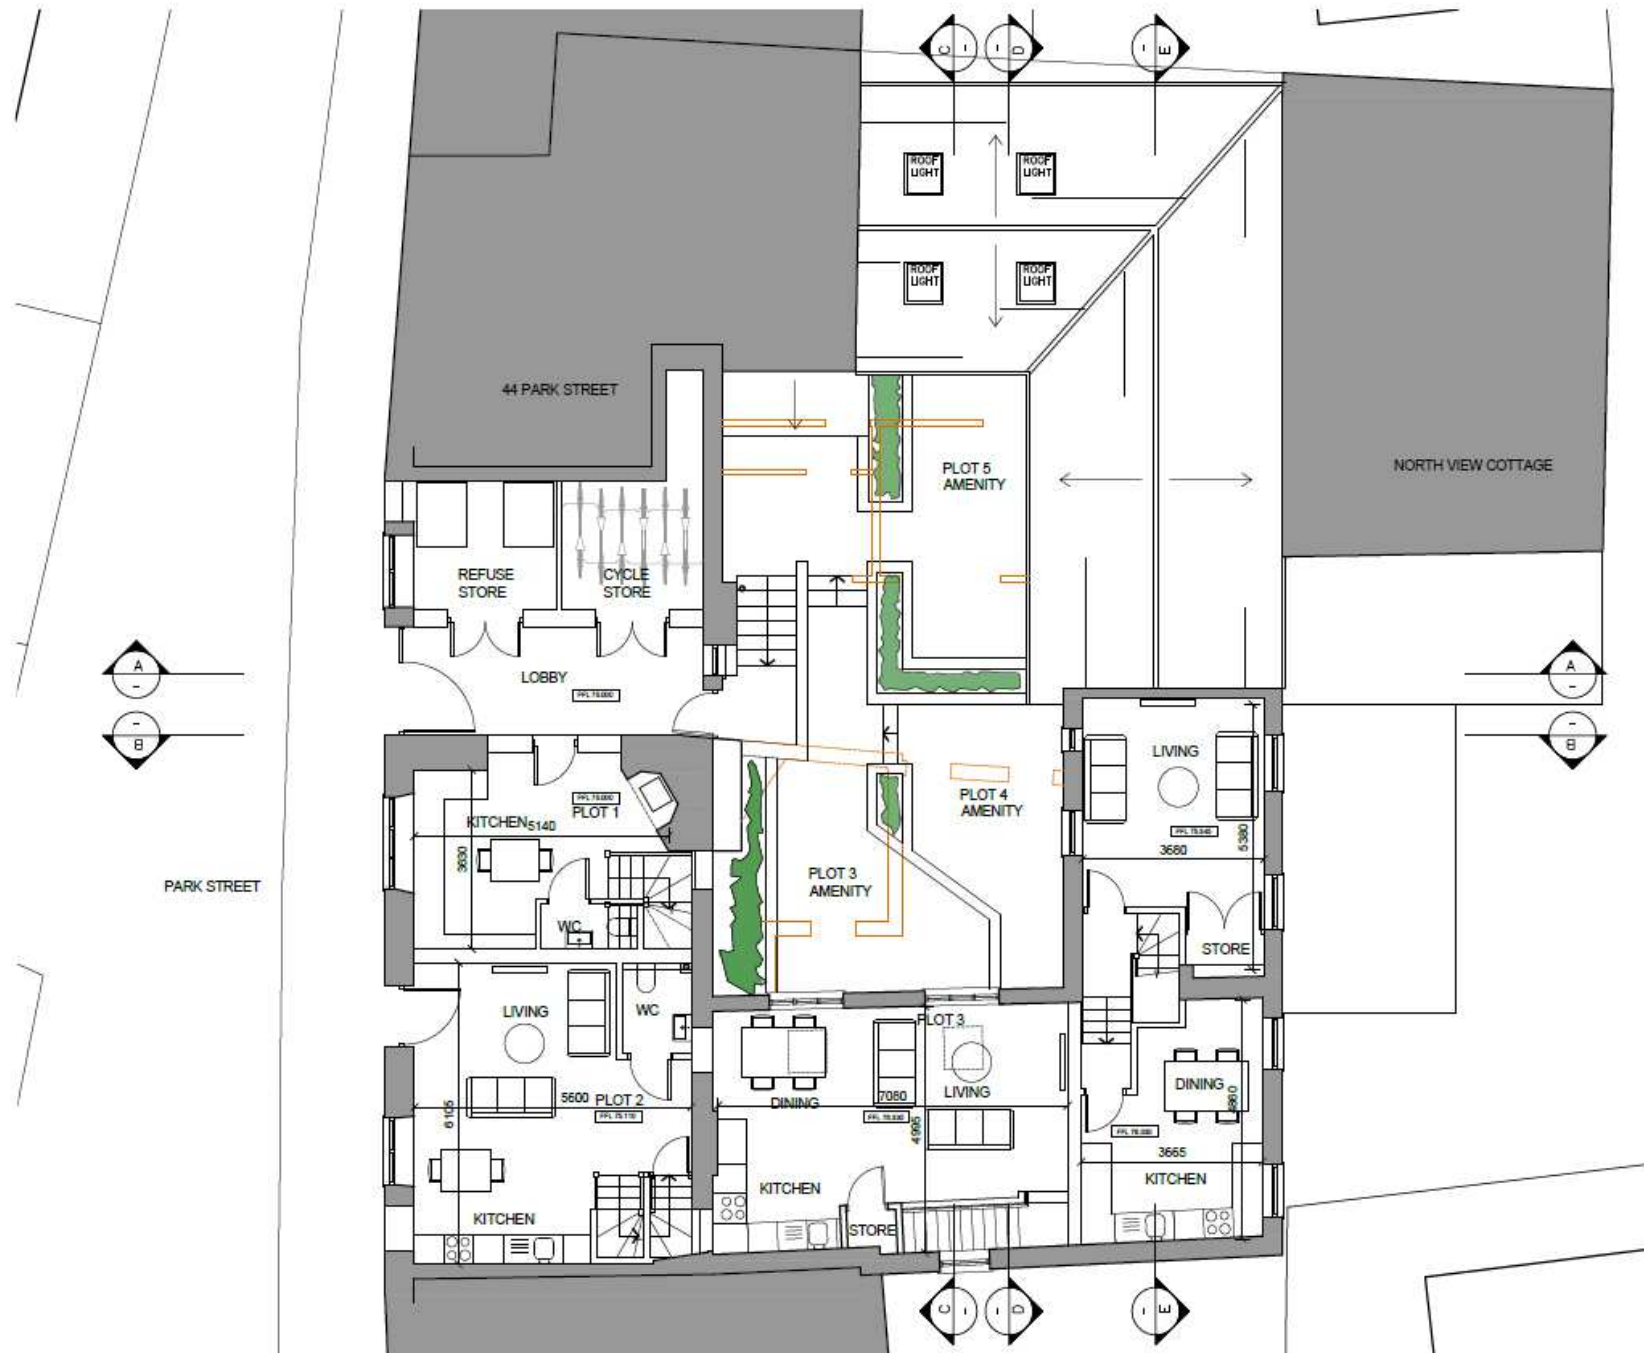 C
D
E
ROOF
LIGHT
ROOF
LIGHT
ROOF
LIGHT
ROOF
LIGHT
44 PARK STREET
NORTH VIEW COTTAGE
PLOT 5
AMENITY
REFUSE
STORE
CYCLE
STORE
A
A
LOBBY
B
B
LIVING
PLOT 4
AMENITY
PLOT 1
KITCHEN
5140
3630
3680
5380
PARK STREET
PLOT 3
AMENITY
WC
STORE
LIVING
WC
PLOT 3
DINING
LIVING
DINING
5600
PLOT 2
7080
4995
4860
6105
3665
KITCHEN
KITCHEN
KITCHEN
STORE
C
D
E